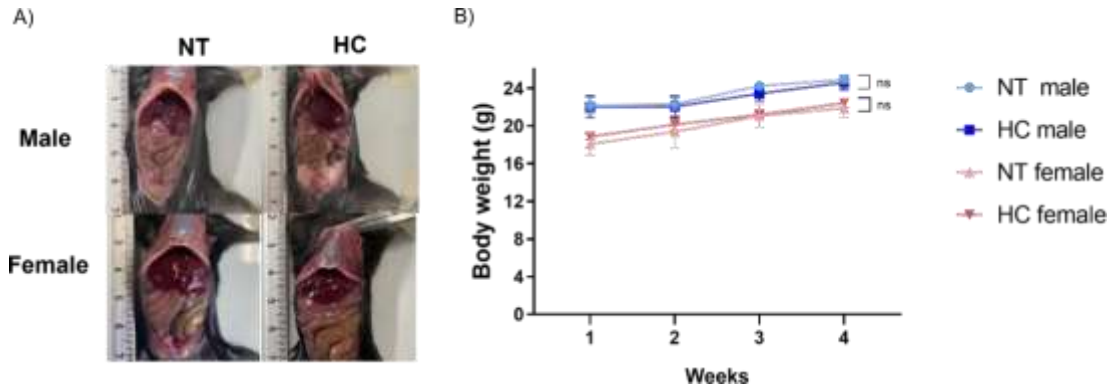 A)
NT HC
Male
Female
B)
Body weight (g)
24
20
16
12
8
4
0
1 2 3 4
Weeks
ns
ns
NT male
HC male
NT female
HC female